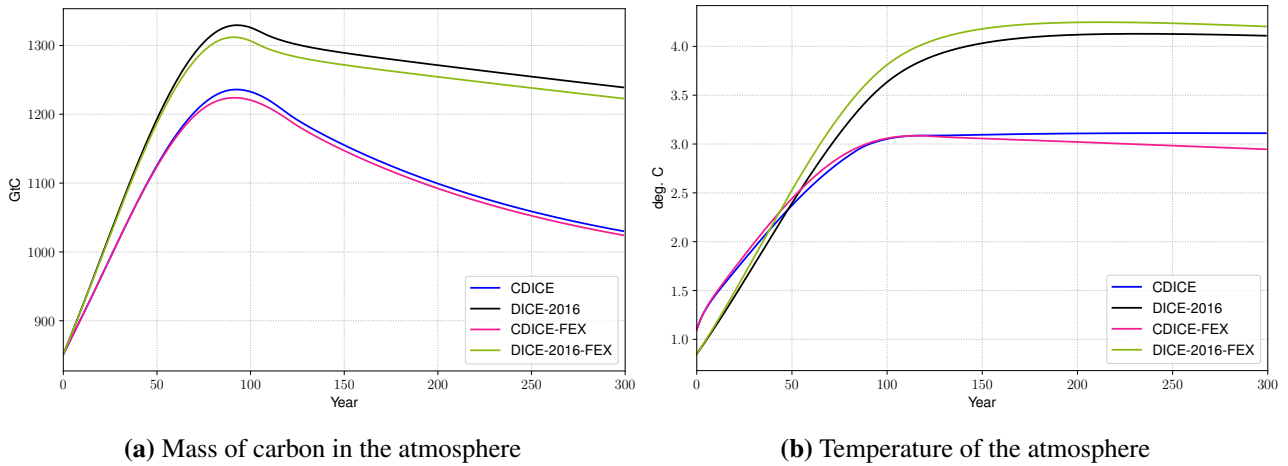 1300
1200
1100
1000
900
GtC
0 50 100 150 200 250 300
Year
CDICE
DICE-2016
CDICE-FEX
DICE-2016-FEX
(a) Mass of carbon in the atmosphere
4.0
3.5
3.0
2.5
2.0
1.5
1.0
deg. C
0 50 100 150 200 250 300
Year
CDICE
DICE-2016
CDICE-FEX
DICE-2016-FEX
(b) Temperature of the atmosphere